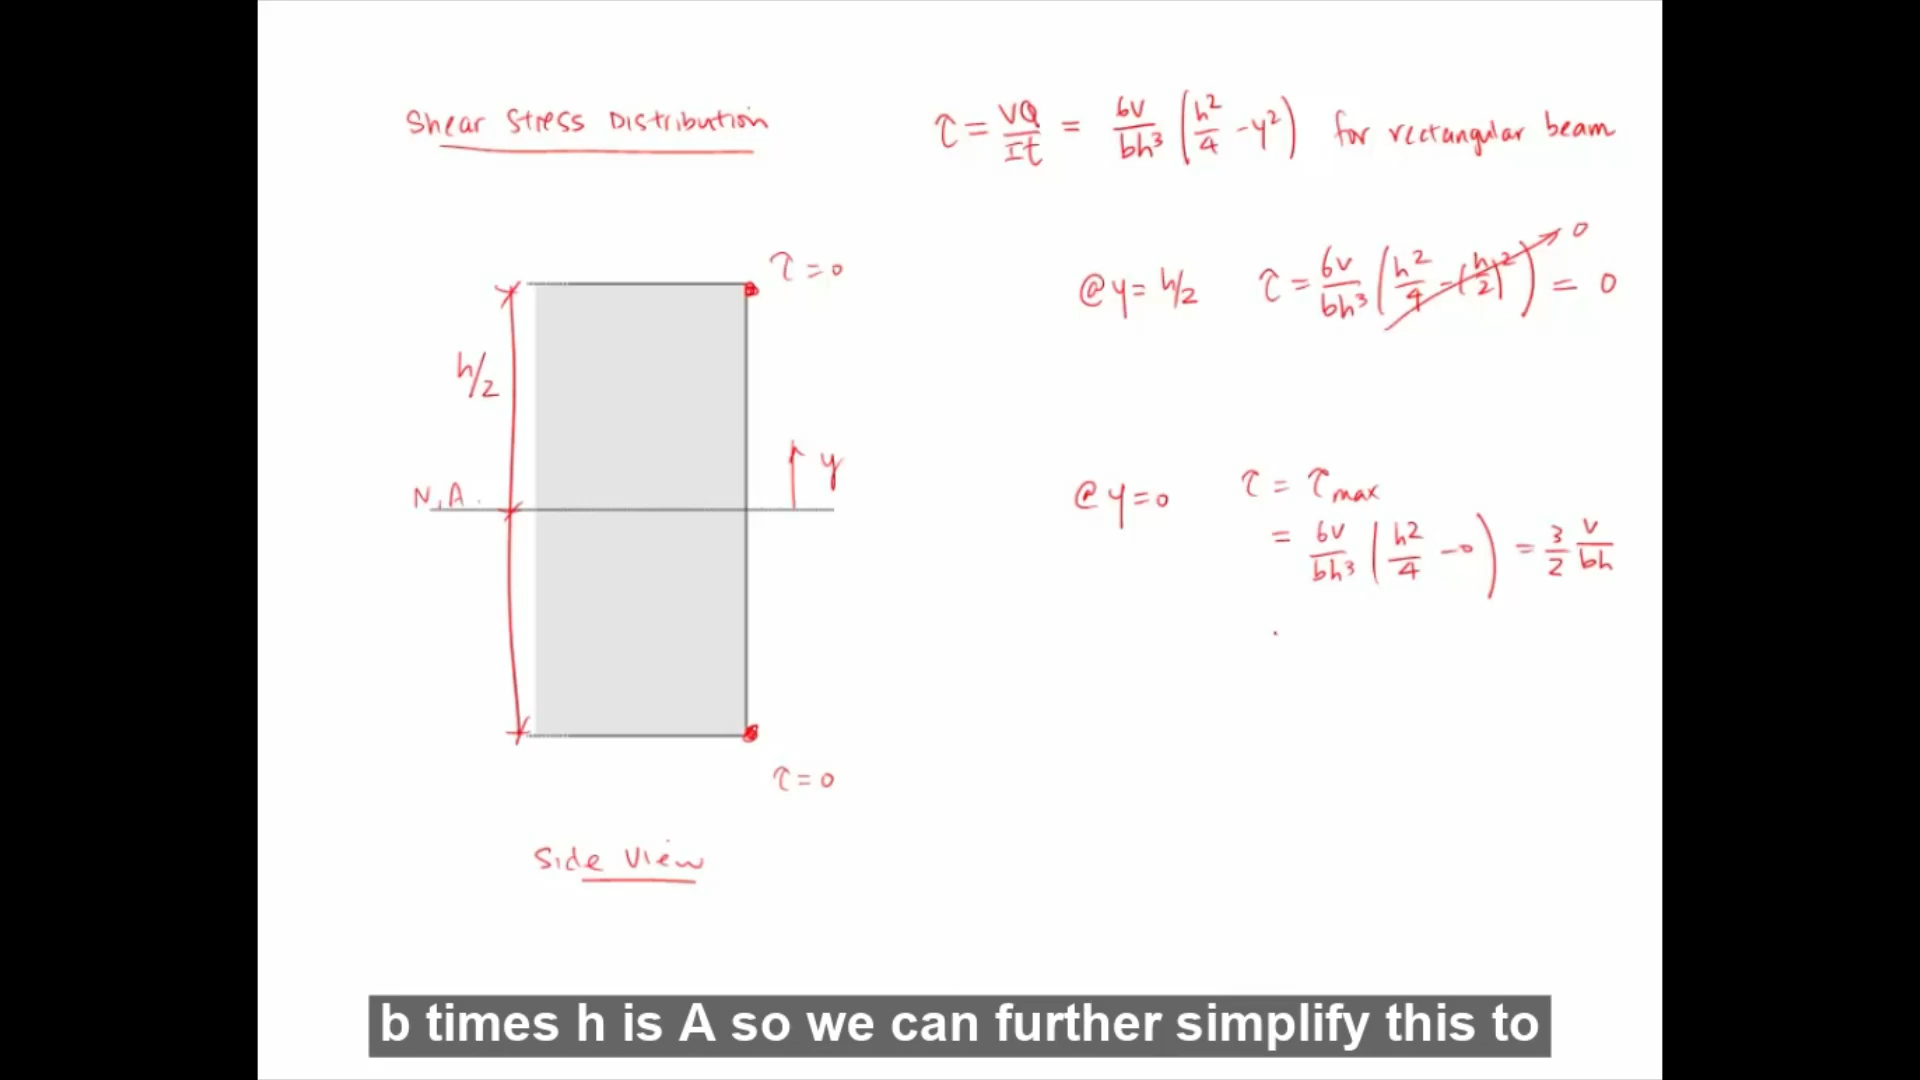 Shear Stress Distribution
τ = VQ/It = 6V/bh³ (h²/4 - y²) for rectangular beam
τ = 0
@ y = h/2 τ = 6V/bh³ (h²/4 - (h/2)²) → 0 = 0
h/2
y
N.A.
@ y = 0 τ = τmax
= 6V/bh³ (h²/4 - 0) = 3/2 V/bh
τ = 0
Side View
b times h is A so we can further simplify this to